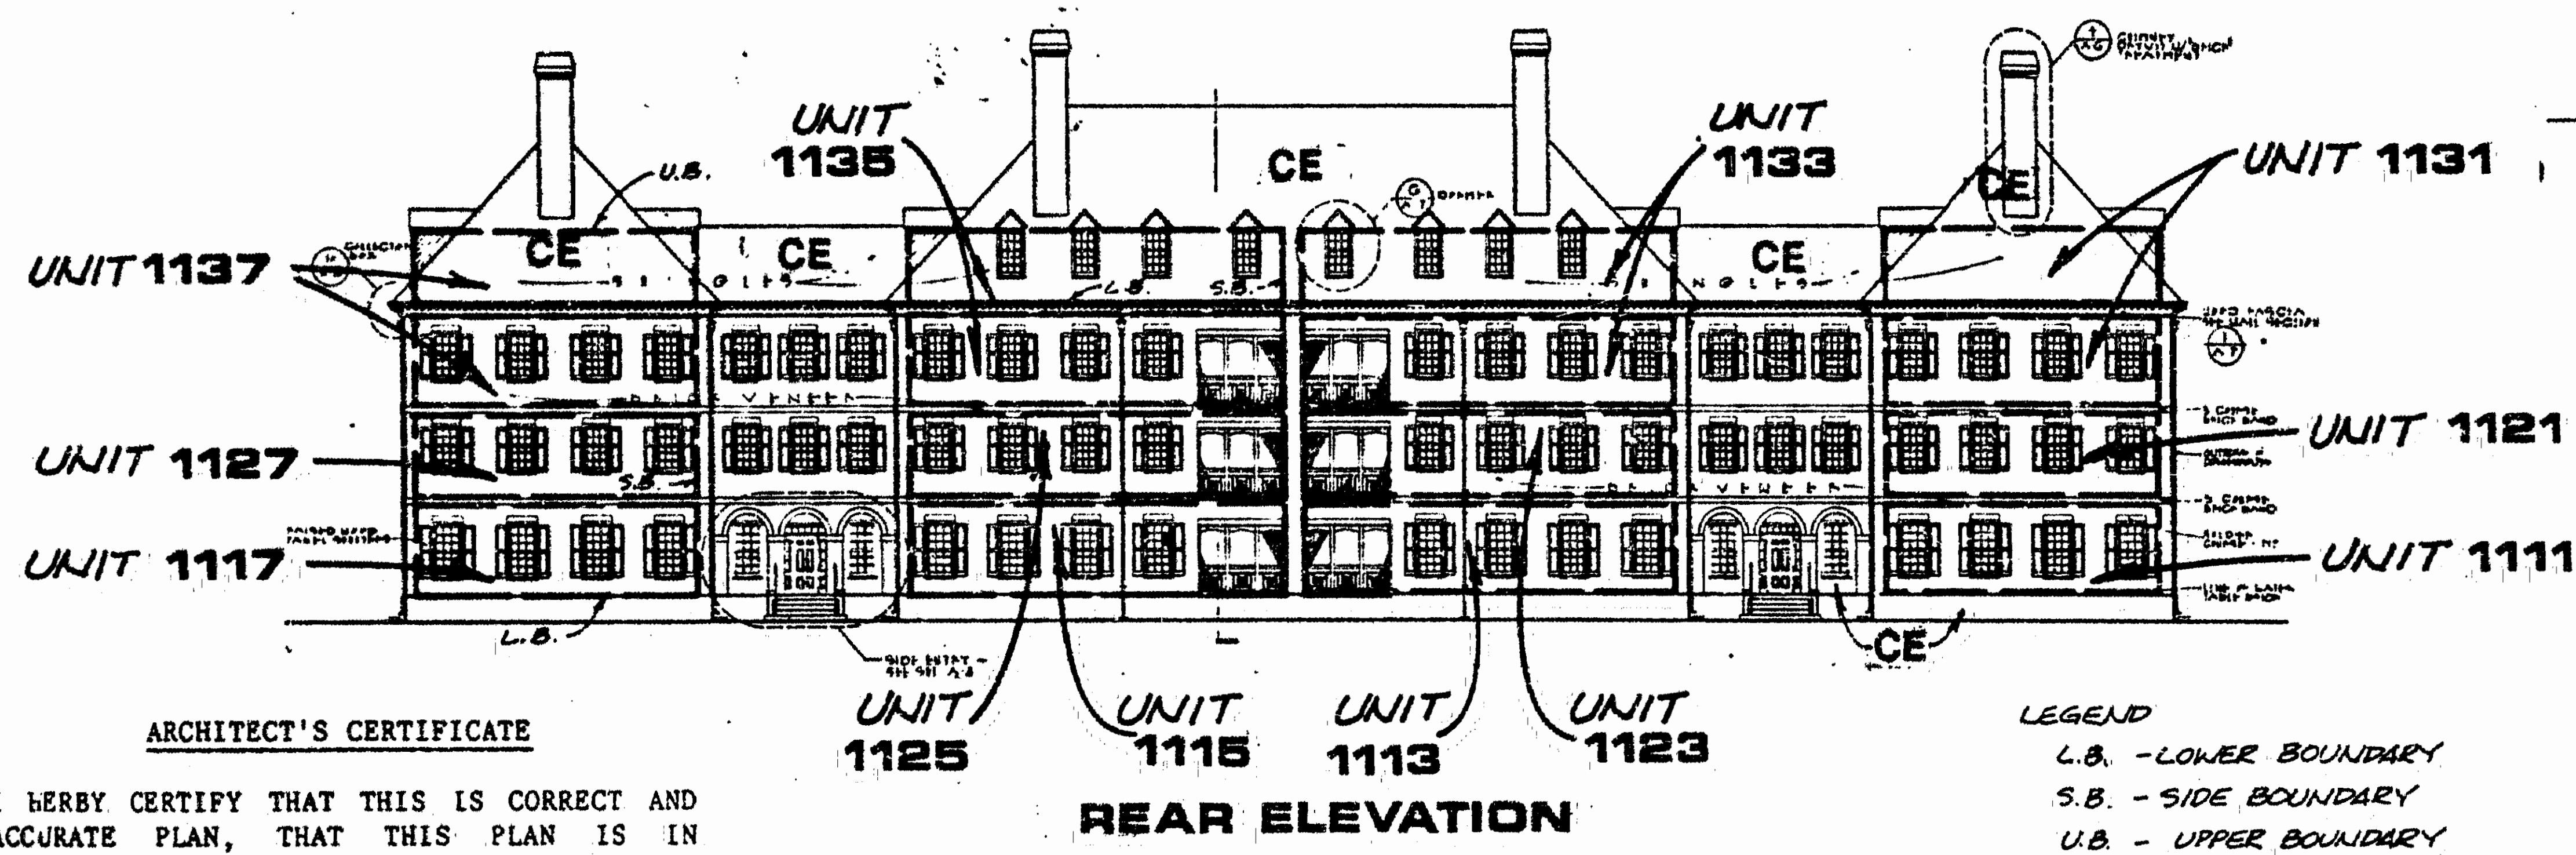 UNIT
1135
UNIT
1133
UNIT 1131
U.B.
CE
CE
CE
CE
CE
CE
UNIT 1137
L.B.
S.B.
UNIT 1127
S.B.
UNIT 1121
UNIT 1117
UNIT 1111
L.B.
SIDE ENTRY
UNIT
1125
UNIT
1115
UNIT
1113
UNIT
1123
REAR ELEVATION
ARCHITECT'S CERTIFICATE
HERBY CERTIFY THAT THIS IS CORRECT AND
ACCURATE PLAN, THAT THIS PLAN IS IN
LEGEND
L.B. - LOWER BOUNDARY
S.B. - SIDE BOUNDARY
U.B. - UPPER BOUNDARY